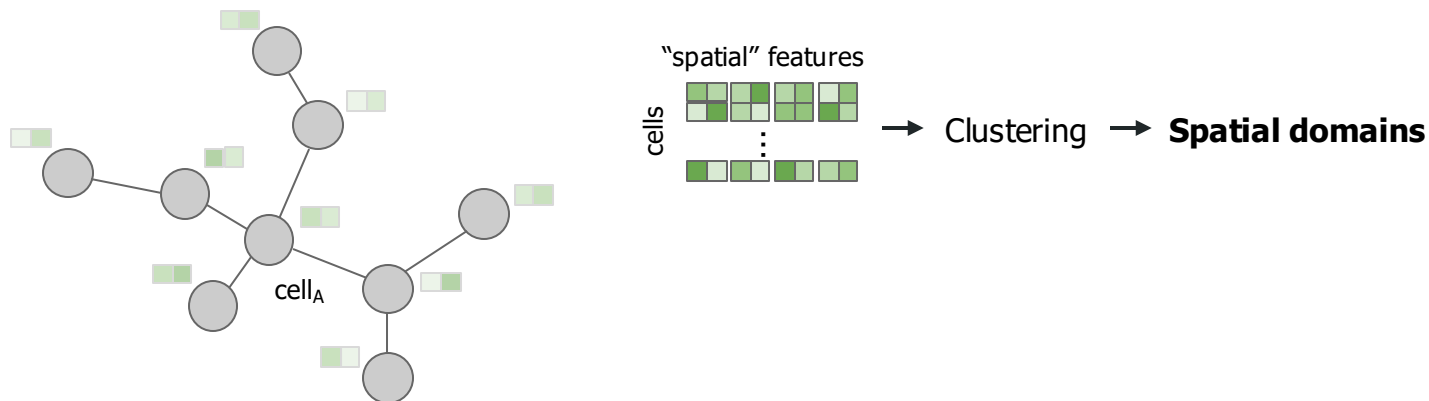 “spatial” features
cells
Clustering
Spatial domains
cellA